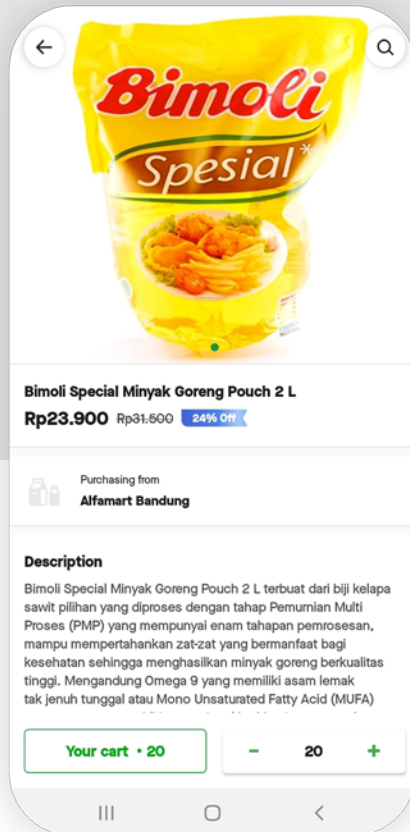 Bimoli
Spesial*
Bimoli Special Minyak Goreng Pouch 2 L
Rp23.900 Rp31.500 24% Off
Purchasing from
Alfamart Bandung
Description
Bimoli Special Minyak Goreng Pouch 2 L terbuat dari biji kelapa
sawit pilihan yang diproses dengan tahap Pemurnian Multi
Proses (PMP) yang mempunyai enam tahapan pemrosesan,
mampu mempertahankan zat-zat yang bermanfaat bagi
kesehatan sehingga menghasilkan minyak goreng berkualitas
tinggi. Mengandung Omega 9 yang memiliki asam lemak
tak jenuh tunggal atau Mono Unsaturated Fatty Acid (MUFA)
Your cart • 20 - 20 +